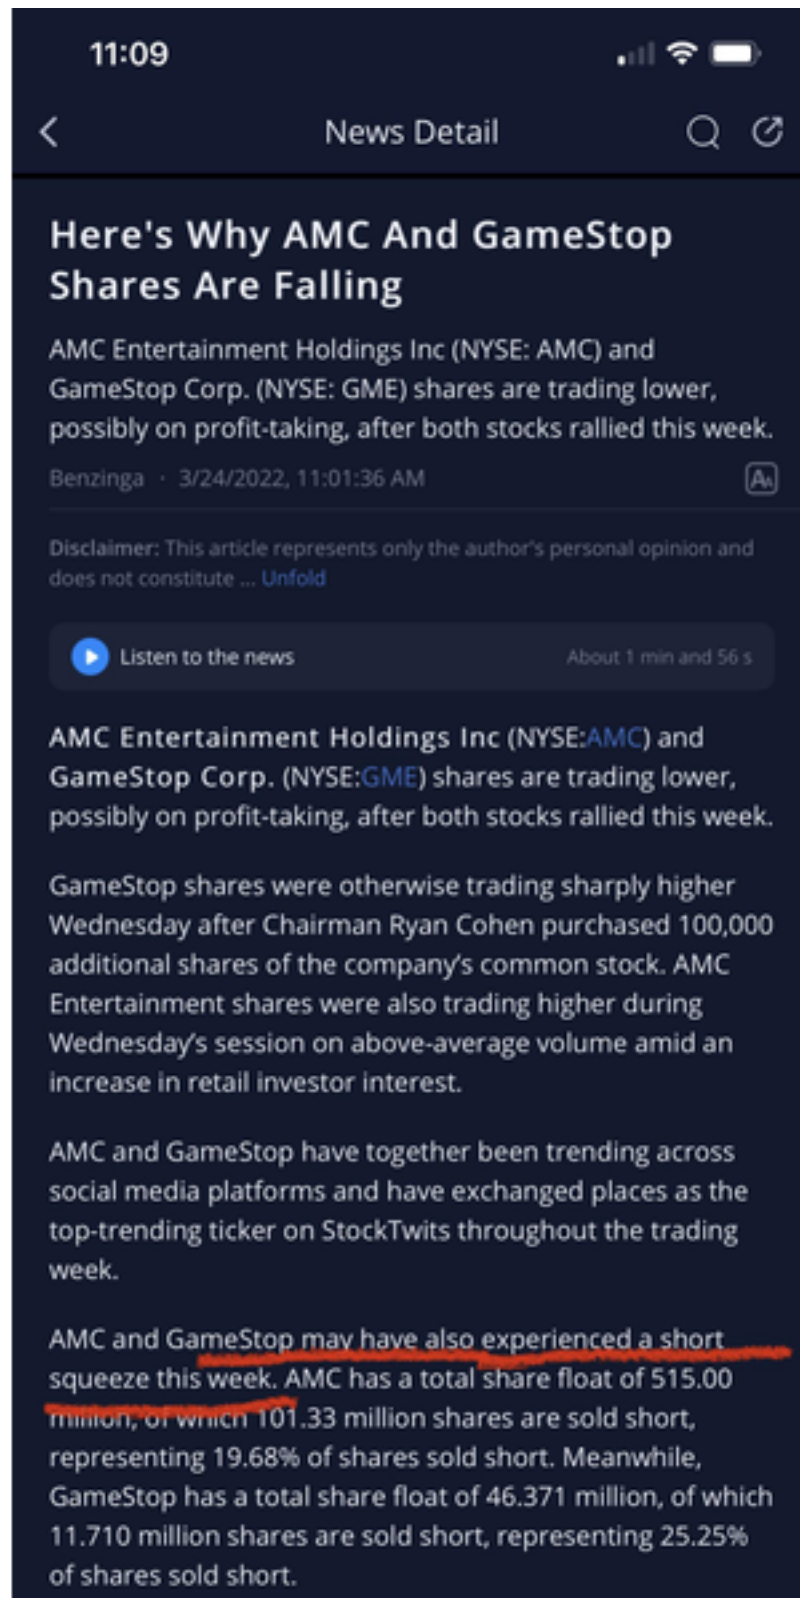 11:09
News Detail
Here's Why AMC And GameStop
Shares Are Falling
AMC Entertainment Holdings Inc (NYSE: AMC) and
GameStop Corp. (NYSE: GME) shares are trading lower,
possibly on profit-taking, after both stocks rallied this week.
Benzinga · 3/24/2022, 11:01:36 AM
AA
Disclaimer: This article represents only the author's personal opinion and
does not constitute ... Unfold
Listen to the news About 1 min and 56 s
AMC Entertainment Holdings Inc (NYSE:AMC) and
GameStop Corp. (NYSE:GME) shares are trading lower,
possibly on profit-taking, after both stocks rallied this week.
GameStop shares were otherwise trading sharply higher
Wednesday after Chairman Ryan Cohen purchased 100,000
additional shares of the company's common stock. AMC
Entertainment shares were also trading higher during
Wednesday's session on above-average volume amid an
increase in retail investor interest.
AMC and GameStop have together been trending across
social media platforms and have exchanged places as the
top-trending ticker on StockTwits throughout the trading
week.
AMC and GameStop may have also experienced a short
squeeze this week. AMC has a total share float of 515.00
million, of which 101.33 million shares are sold short,
representing 19.68% of shares sold short. Meanwhile,
GameStop has a total share float of 46.371 million, of which
11.710 million shares are sold short, representing 25.25%
of shares sold short.